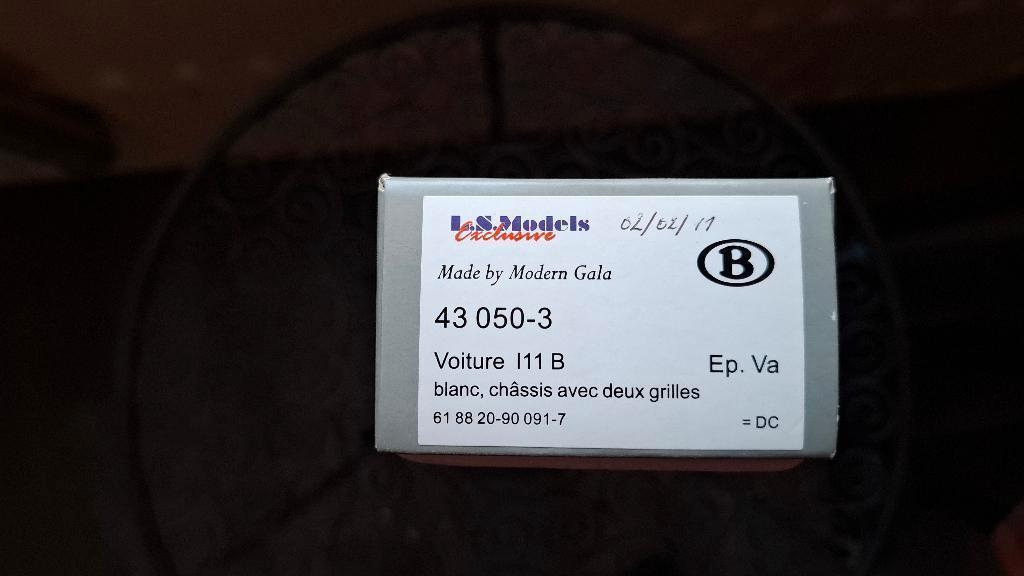 L.S.Models 02/02/11
Exclusive
B
Made by Modern Gala
43 050-3
Voiture I11 B Ep. Va
blanc, châssis avec deux grilles
61 88 20-90 091-7 = DC